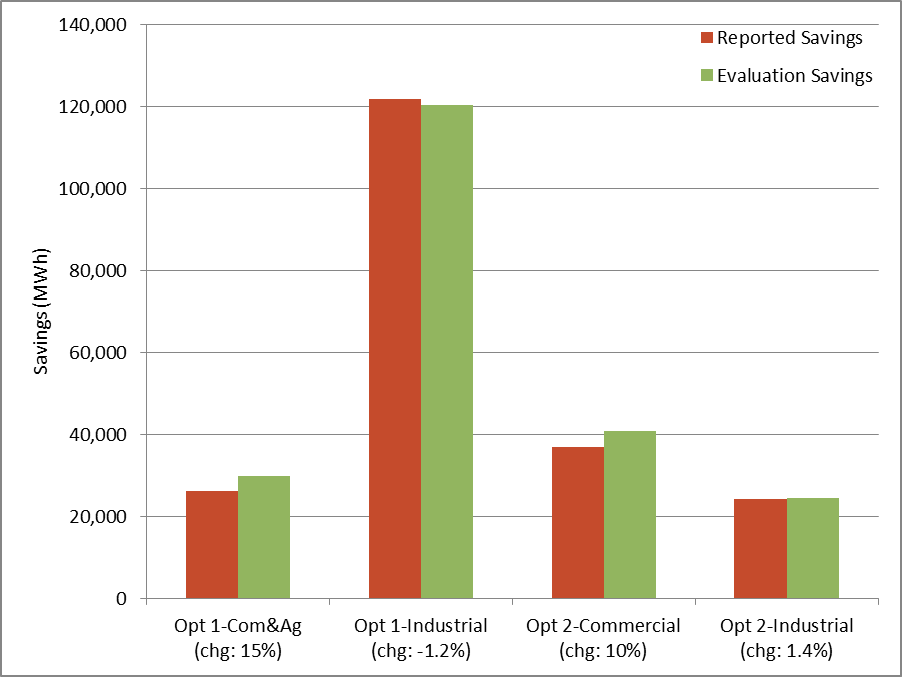 140,000
120,000
100,000
80,000
60,000
40,000
20,000
0
Savings (MWh)
Reported Savings
Evaluation Savings
Opt 1-Com&Ag
(chg: 15%)
Opt 1-Industrial
(chg: -1.2%)
Opt 2-Commercial
(chg: 10%)
Opt 2-Industrial
(chg: 1.4%)